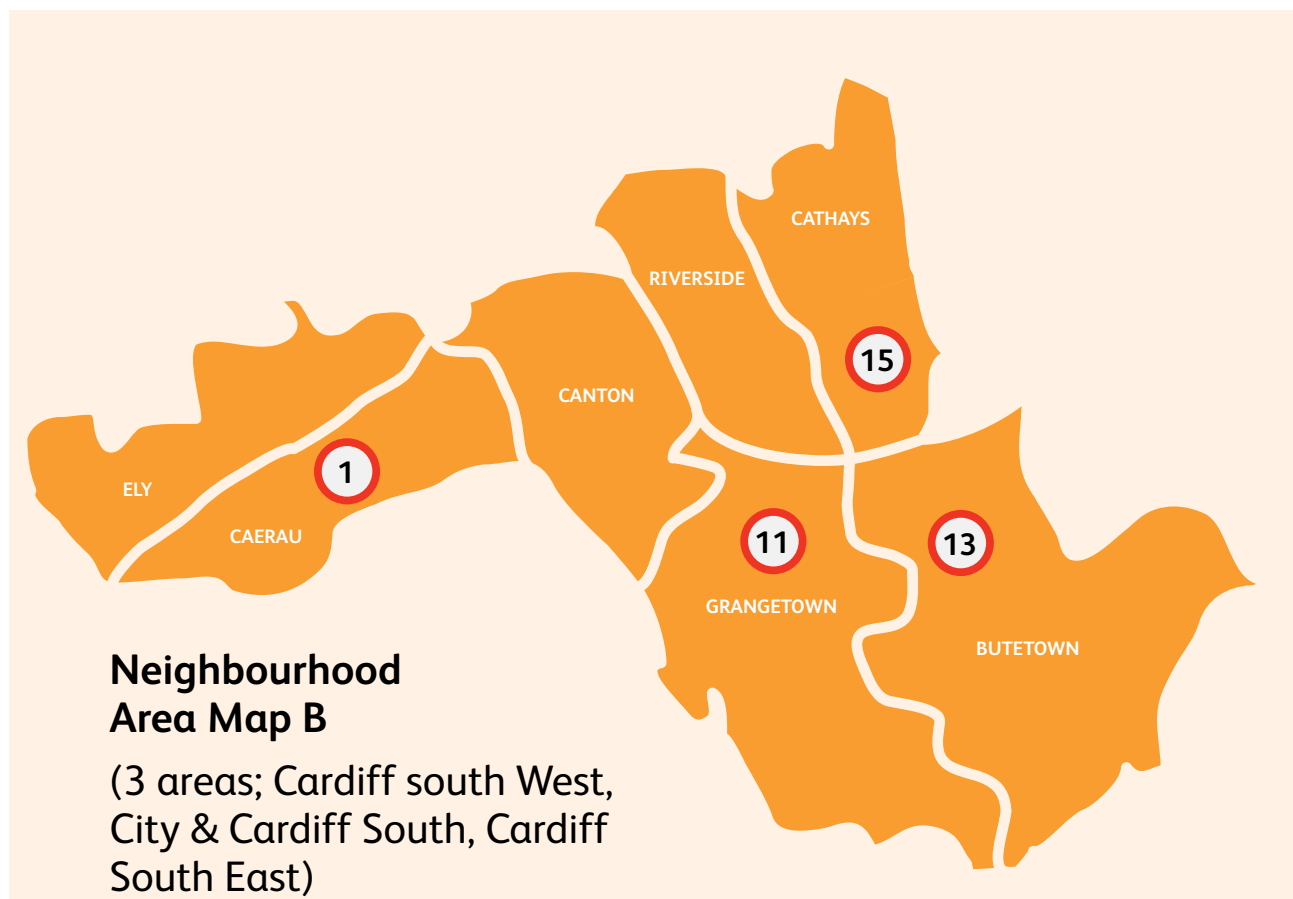 CATHAYS
RIVERSIDE
15
CANTON
1
ELY
CAERAU
11
13
GRANGETOWN
BUTETOWN
Neighbourhood
Area Map B
(3 areas; Cardiff south West,
City & Cardiff South, Cardiff
South East)